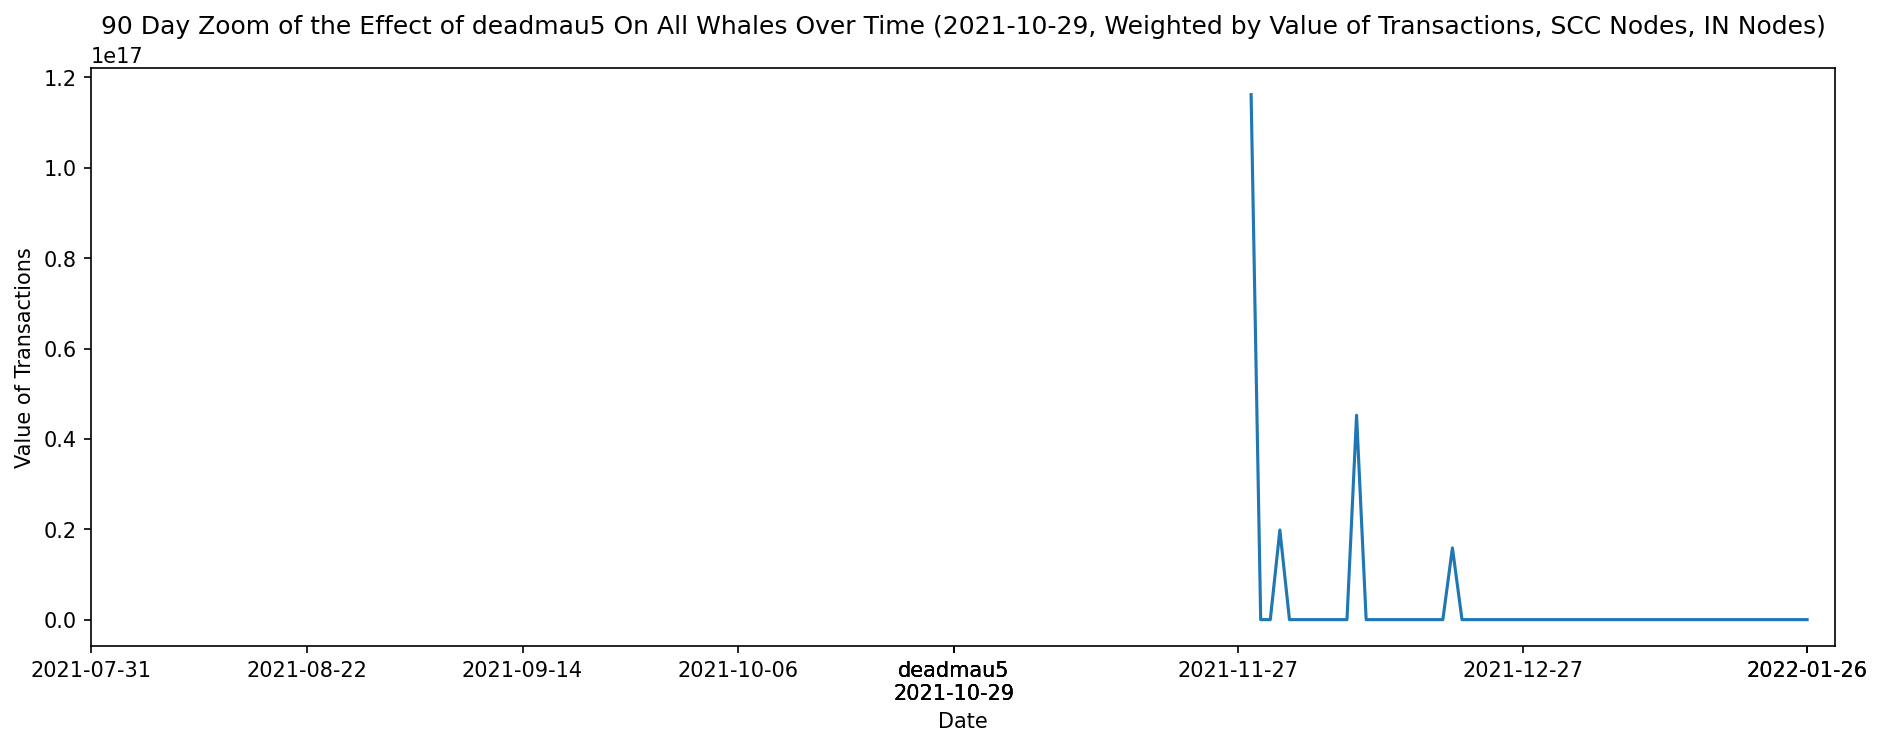 90 Day Zoom of the Effect of deadmau5 On All Whales Over Time (2021-10-29, Weighted by Value of Transactions, SCC Nodes, IN Nodes)
1e17
1.2
1.0
0.8
0.6
0.4
0.2
0.0
Value of Transactions
2021-07-31 2021-08-22 2021-09-14 2021-10-06 deadmau5 2021-11-27 2021-12-27 2022-01-26
2021-10-29
Date